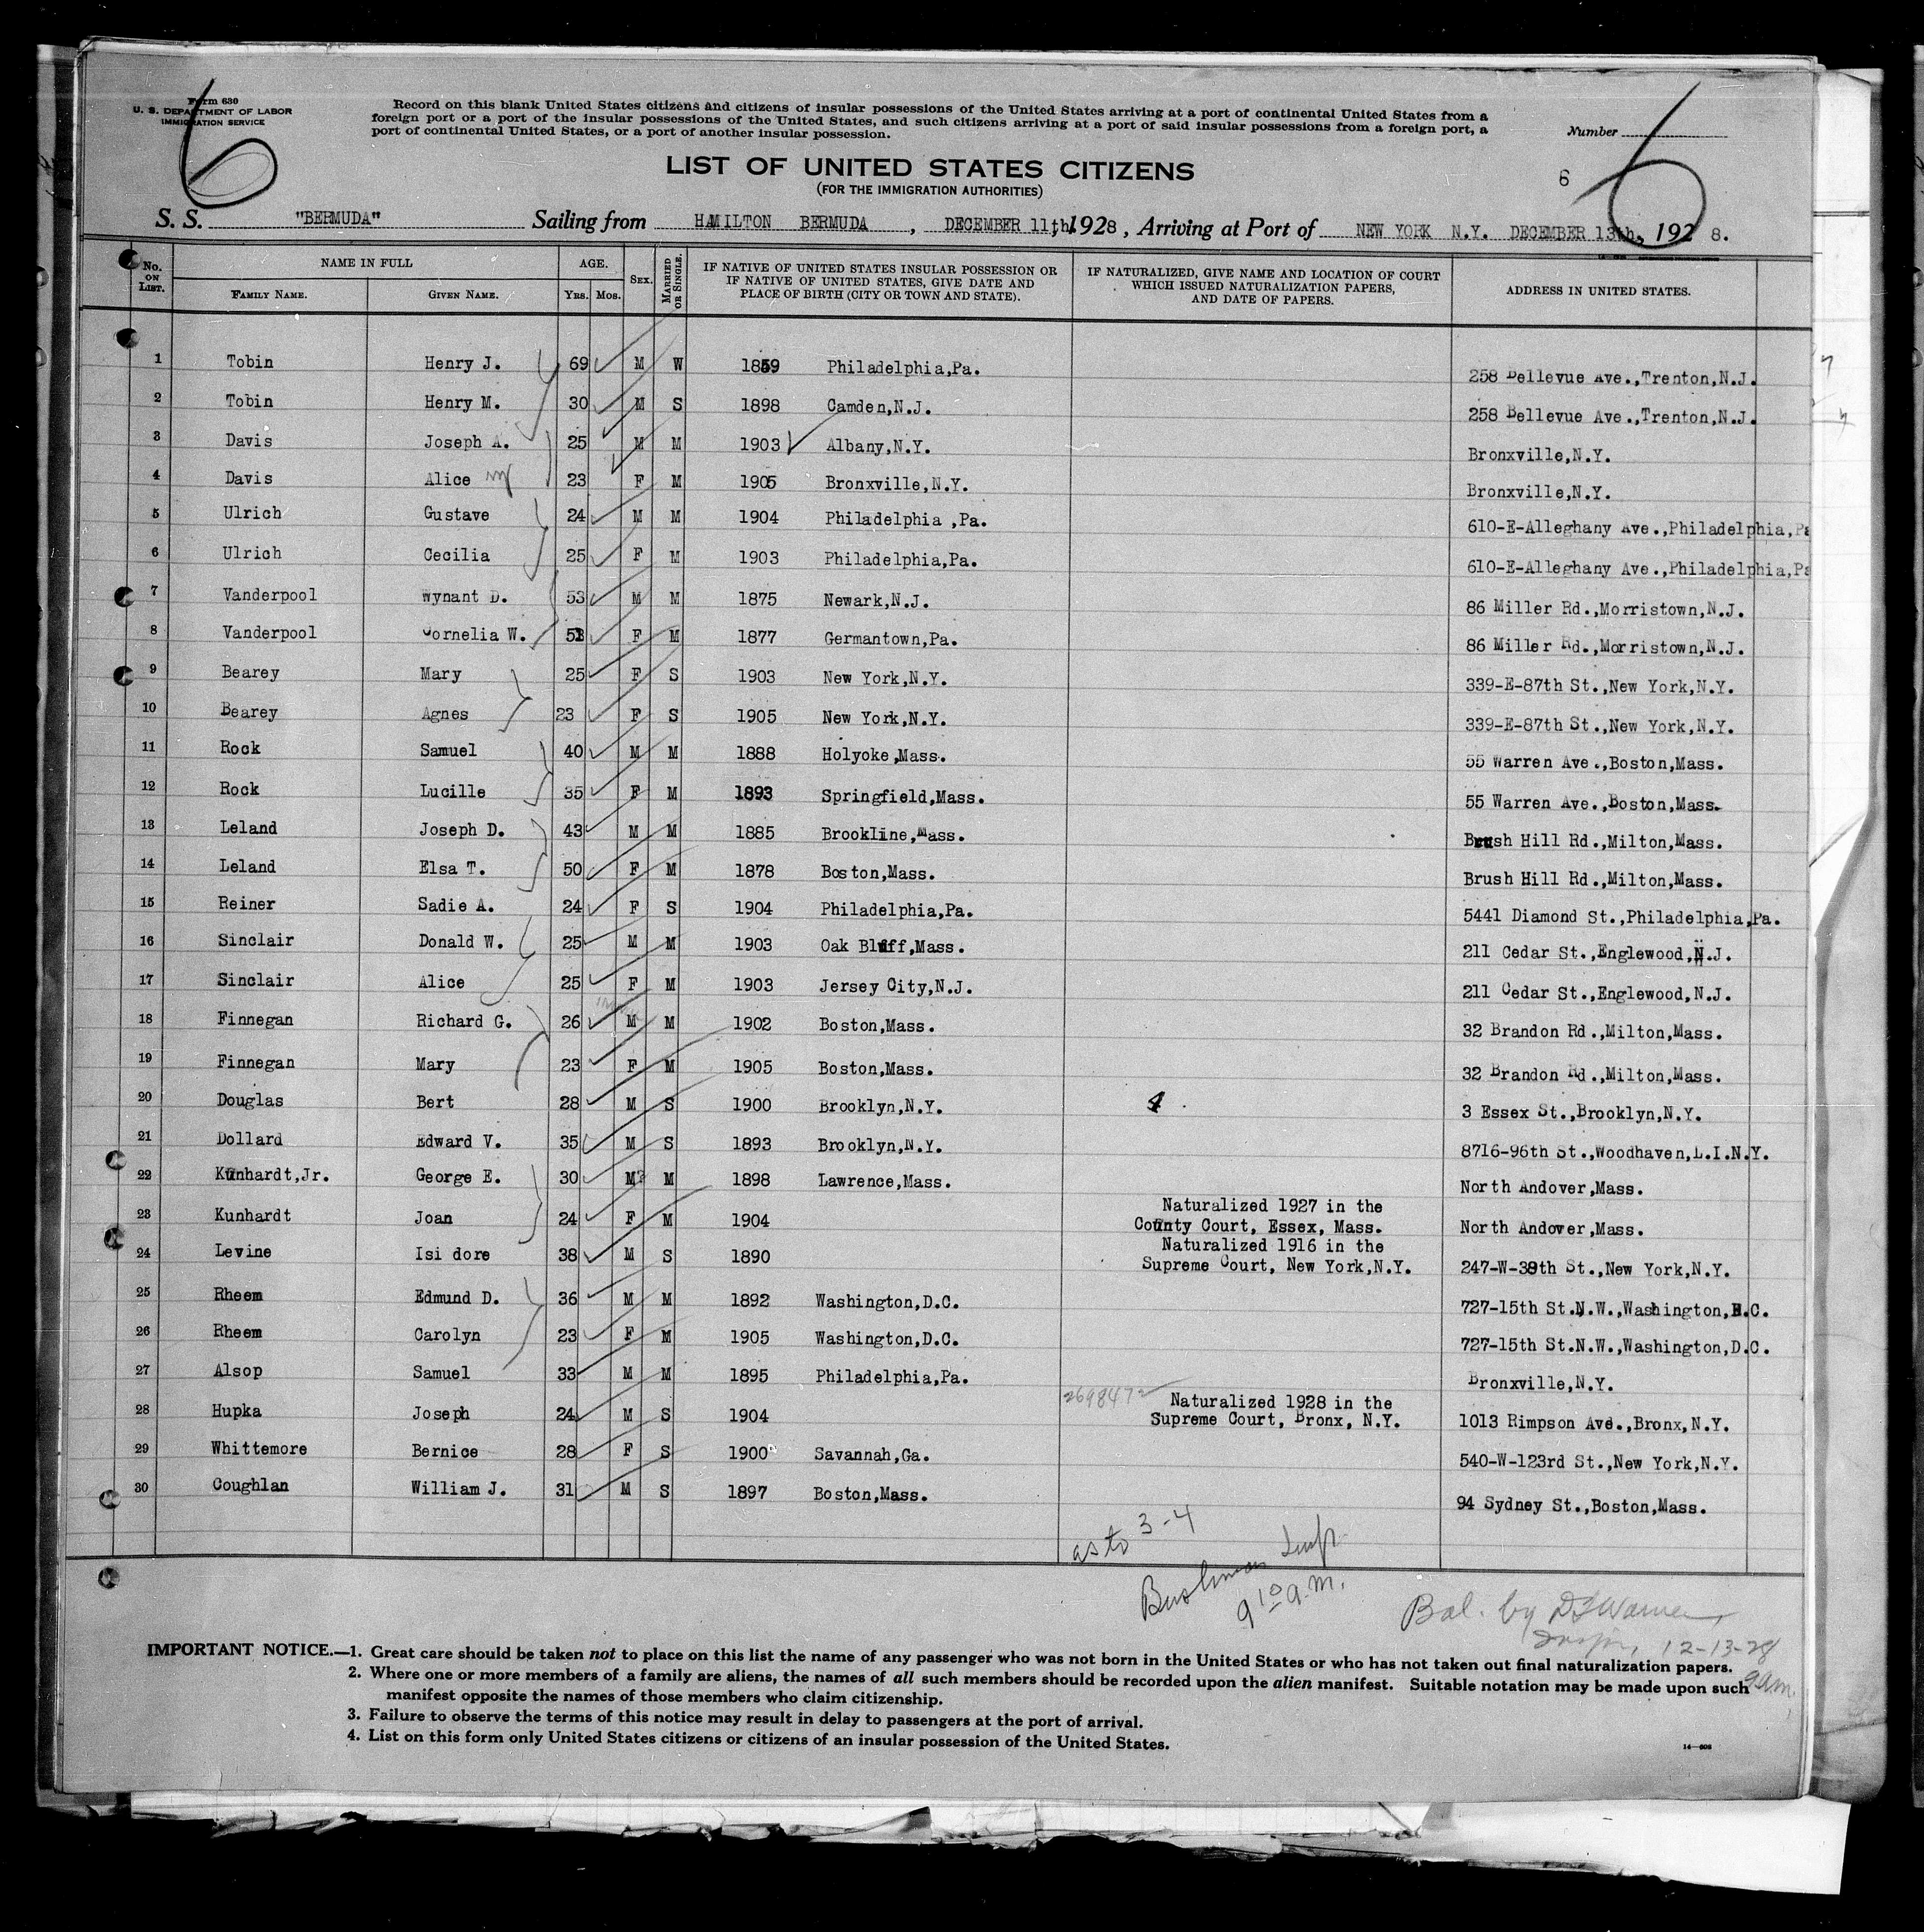 Form 630
U. S. DEPARTMENT OF LABOR
IMMIGRATION SERVICE
Record on this blank United States citizens and citizens of insular possessions of the United States arriving at a port of continental United States from a
foreign port or a port of the insular possessions of the United States, and such citizens arriving at a port of said insular possessions from a foreign port, a
port of continental United States, or a port of another insular possession.
Number
6 6 6
LIST OF UNITED STATES CITIZENS
(FOR THE IMMIGRATION AUTHORITIES)
S. S. "BERMUDA" Sailing from HAMILTON BERMUDA , DECEMBER 11th, 1928 , Arriving at Port of NEW YORK N.Y. DECEMBER 13th, 192 8.
No. ON LIST. NAME IN FULL FAMILY NAME. GIVEN NAME. AGE. YRS. MOS. SEX. MARRIED OR SINGLE. IF NATIVE OF UNITED STATES INSULAR POSSESSION OR IF NATIVE OF UNITED STATES, GIVE DATE AND PLACE OF BIRTH (CITY OR TOWN AND STATE). IF NATURALIZED, GIVE NAME AND LOCATION OF COURT WHICH ISSUED NATURALIZATION PAPERS, AND DATE OF PAPERS. ADDRESS IN UNITED STATES.
1 Tobin Henry J. 69 M W 1859 Philadelphia,Pa. 258 Bellevue Ave.,Trenton,N.J.
2 Tobin Henry M. 30 M S 1898 Camden,N.J. 258 Bellevue Ave.,Trenton,N.J.
3 Davis Joseph A. 25 M M 1903 Albany,N.Y. Bronxville,N.Y.
4 Davis Alice 23 F M 1905 Bronxville,N.Y. Bronxville,N.Y.
5 Ulrich Gustave 24 M M 1904 Philadelphia ,Pa. 610-E-Alleghany Ave.,Philadelphia,Pa
6 Ulrich Cecilia 25 F M 1903 Philadelphia,Pa. 610-E-Alleghany Ave.,Philadelphia,Pa
7 Vanderpool Wynant D. 53 M M 1875 Newark,N.J. 86 Miller Rd.,Morristown,N.J.
8 Vanderpool Cornelia W. F M 1877 Germantown,Pa. 86 Miller Rd.,Morristown,N.J.
9 Bearey Mary 25 F S 1903 New York,N.Y. 339-E-87th St.,New York,N.Y.
10 Bearey Agnes 23 F S 1905 New York,N.Y. 339-E-87th St.,New York,N.Y.
11 Rock Samuel 40 M M 1888 Holyoke,Mass. 55 Warren Ave.,Boston,Mass.
12 Rock Lucille 35 F M 1893 Springfield,Mass. 55 Warren Ave.,Boston,Mass.
13 Leland Joseph D. 43 M M 1885 Brookline,Mass. Brush Hill Rd.,Milton,Mass.
14 Leland Elsa T. 50 F M 1878 Boston,Mass. Brush Hill Rd.,Milton,Mass.
15 Reiner Sadie A. 24 F S 1904 Philadelphia,Pa. 5441 Diamond St.,Philadelphia,Pa.
16 Sinclair Donald W. 25 M M 1903 Oak Bluff,Mass. 211 Cedar St.,Englewood,N.J.
17 Sinclair Alice 25 F M 1903 Jersey City,N.J. 211 Cedar St.,Englewood,N.J.
18 Finnegan Richard G. 26 M M 1902 Boston,Mass. 32 Brandon Rd.,Milton,Mass.
19 Finnegan Mary 23 F M 1905 Boston,Mass. 32 Brandon Rd.,Milton,Mass.
20 Douglas Bert 28 M S 1900 Brooklyn,N.Y. 4 3 Essex St.,Brooklyn,N.Y.
21 Dollard Edward V. 35 M S 1893 Brooklyn,N.Y. 8716-96th St.,Woodhaven,L.I.N.Y.
22 Kunhardt,Jr. George E. 30 M M 1898 Lawrence,Mass. North Andover,Mass.
23 Kunhardt Joan 24 F M 1904 Naturalized 1927 in the County Court, Essex, Mass. North Andover,Mass.
24 Levine Isi dore 38 M S 1890 Naturalized 1916 in the Supreme Court, New York,N.Y. 247-W-38th St.,New York,N.Y.
25 Rheem Edmund D. 36 M M 1892 Washington,D.C. 727-15th St.N.W.,Washington,D.C.
26 Rheem Carolyn 23 F M 1905 Washington,D.C. 727-15th St.N.W.,Washington,D.C.
27 Alsop Samuel 33 M M 1895 Philadelphia,Pa. Bronxville,N.Y.
28 Hupka Joseph 24 M S 1904 2698472 Naturalized 1928 in the Supreme Court, Bronx, N.Y. 1013 Rimpson Ave.,Bronx,N.Y.
29 Whittemore Bernice 28 F S 1900 Savannah,Ga. 540-W-123rd St.,New York,N.Y.
30 Coughlan William J. 31 M S 1897 Boston,Mass. 94 Sydney St.,Boston,Mass.
as to 3-4
Insp.
9 10 a.m.
Bal. by D Warner
Inspr, 12-13-28
9 am.
IMPORTANT NOTICE.—1. Great care should be taken not to place on this list the name of any passenger who was not born in the United States or who has not taken out final naturalization papers.
2. Where one or more members of a family are aliens, the names of all such members should be recorded upon the alien manifest. Suitable notation may be made upon such
manifest opposite the names of those members who claim citizenship.
3. Failure to observe the terms of this notice may result in delay to passengers at the port of arrival.
4. List on this form only United States citizens or citizens of an insular possession of the United States.
14—608